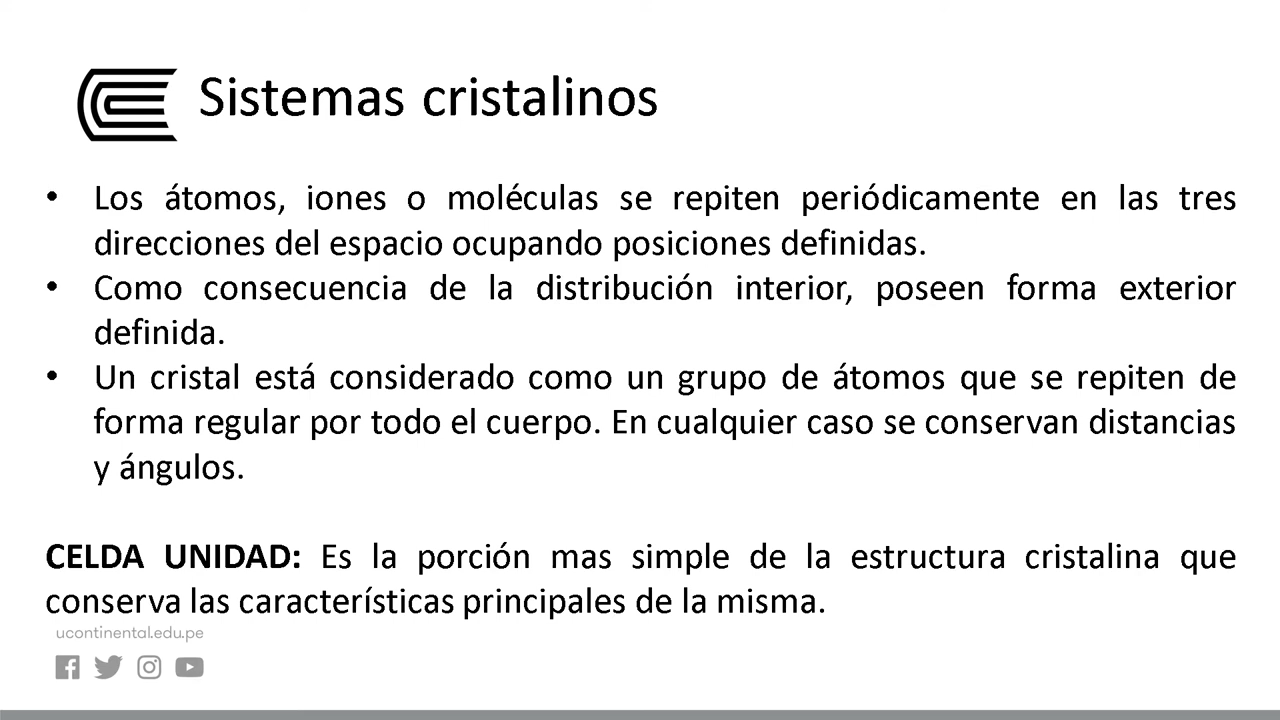 Sistemas cristalinos
• Los átomos, iones o moléculas se repiten periódicamente en las tres
direcciones del espacio ocupando posiciones definidas.
• Como consecuencia de la distribución interior, poseen forma exterior
definida.
• Un cristal está considerado como un grupo de átomos que se repiten de
forma regular por todo el cuerpo. En cualquier caso se conservan distancias
y ángulos.
CELDA UNIDAD: Es la porción mas simple de la estructura cristalina que
conserva las características principales de la misma.
ucontinental.edu.pe